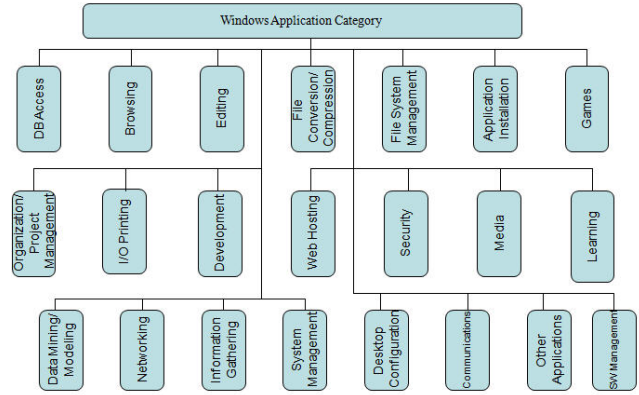 Windows Application Category
DB Access
Browsing
Editing
File
Conversion/
Compression
File System
Management
Application
Installation
Games
Organization/
Project
Management
I/O Printing
Development
Web Hosting
Security
Media
Learning
Data Mining/
Modeling
Networking
Information
Gathering
System
Management
Desktop
Configuration
Communications
Other
Applications
SW Management